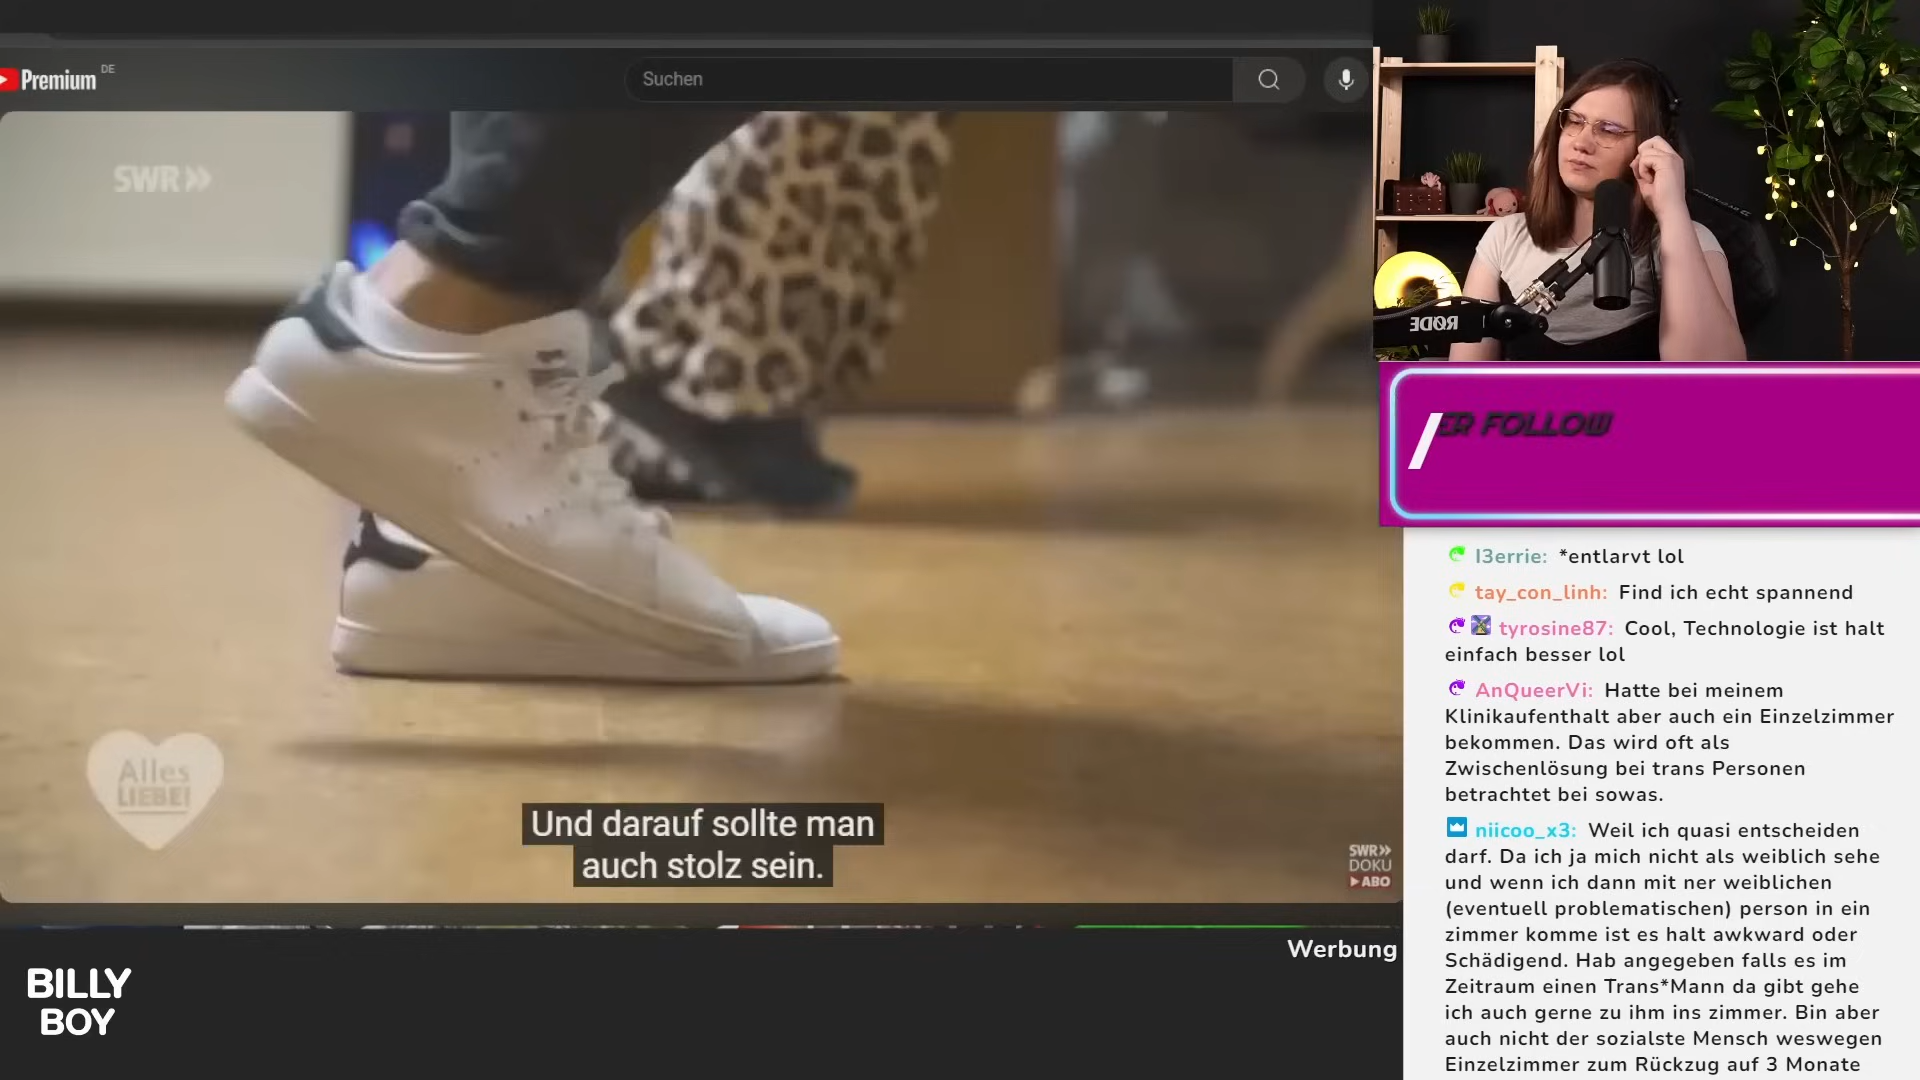 Premium DE
Suchen
SWR»
Alles
LIEBE!
Und darauf sollte man
auch stolz sein.
SWR»
DOKU
ABO
Werbung
BILLY
BOY
RØDE
ER FOLLOW
l3errie: *entlarvt lol
tay_con_linh: Find ich echt spannend
tyrosine87: Cool, Technologie ist halt
einfach besser lol
AnQueerVi: Hatte bei meinem
Klinikaufenthalt aber auch ein Einzelzimmer
bekommen. Das wird oft als
Zwischenlösung bei trans Personen
betrachtet bei sowas.
niicoo_x3: Weil ich quasi entscheiden
darf. Da ich ja mich nicht als weiblich sehe
und wenn ich dann mit ner weiblichen
(eventuell problematischen) person in ein
zimmer komme ist es halt awkward oder
Schädigend. Hab angegeben falls es im
Zeitraum einen Trans*Mann da gibt gehe
ich auch gerne zu ihm ins zimmer. Bin aber
auch nicht der sozialste Mensch weswegen
Einzelzimmer zum Rückzug auf 3 Monate